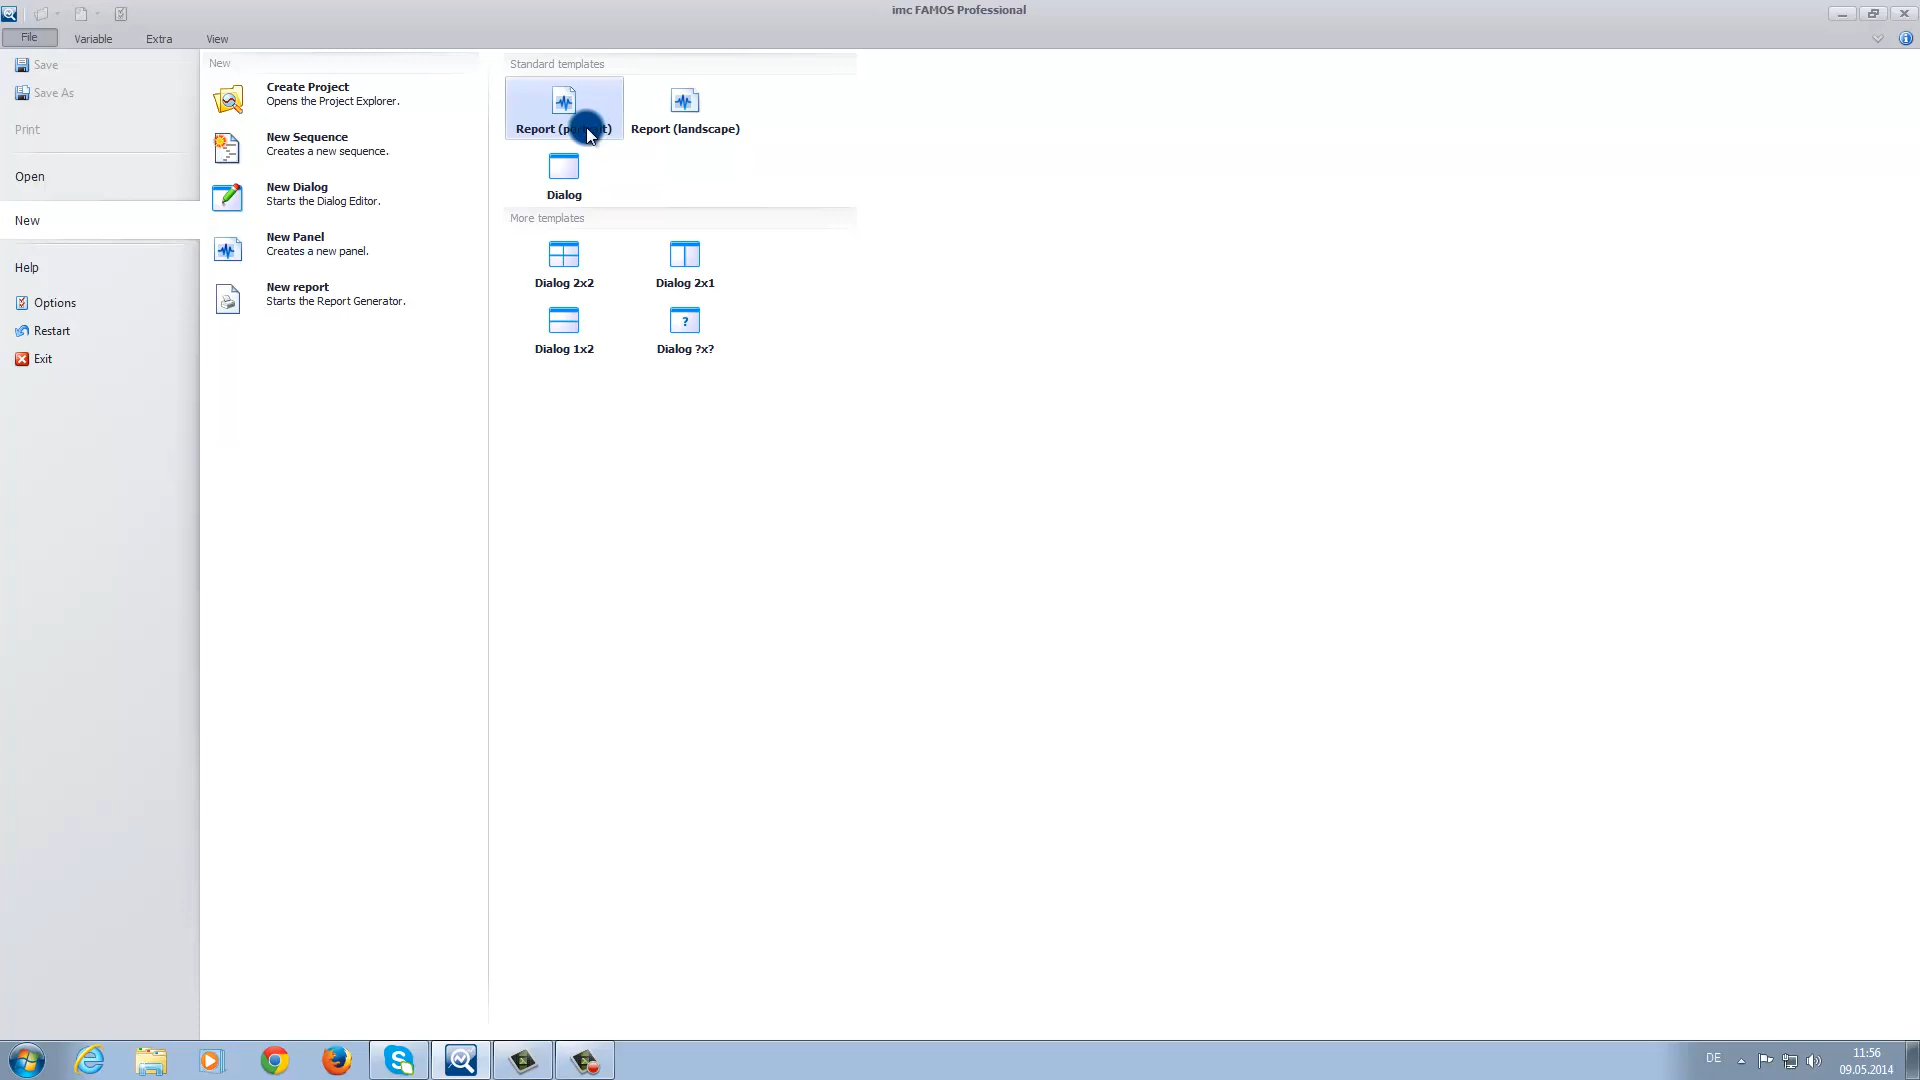 imc FAMOS Professional
File Variable Extra View
Save
Save As
Print
Open
New
Help
Options
Restart
Exit
New
Create Project
Opens the Project Explorer.
New Sequence
Creates a new sequence.
New Dialog
Starts the Dialog Editor.
New Panel
Creates a new panel.
New report
Starts the Report Generator.
Standard templates
Report (portrait) Report (landscape)
Dialog
More templates
Dialog 2x2 Dialog 2x1
Dialog 1x2 Dialog ?x?
?
DE
11:56
09.05.2014